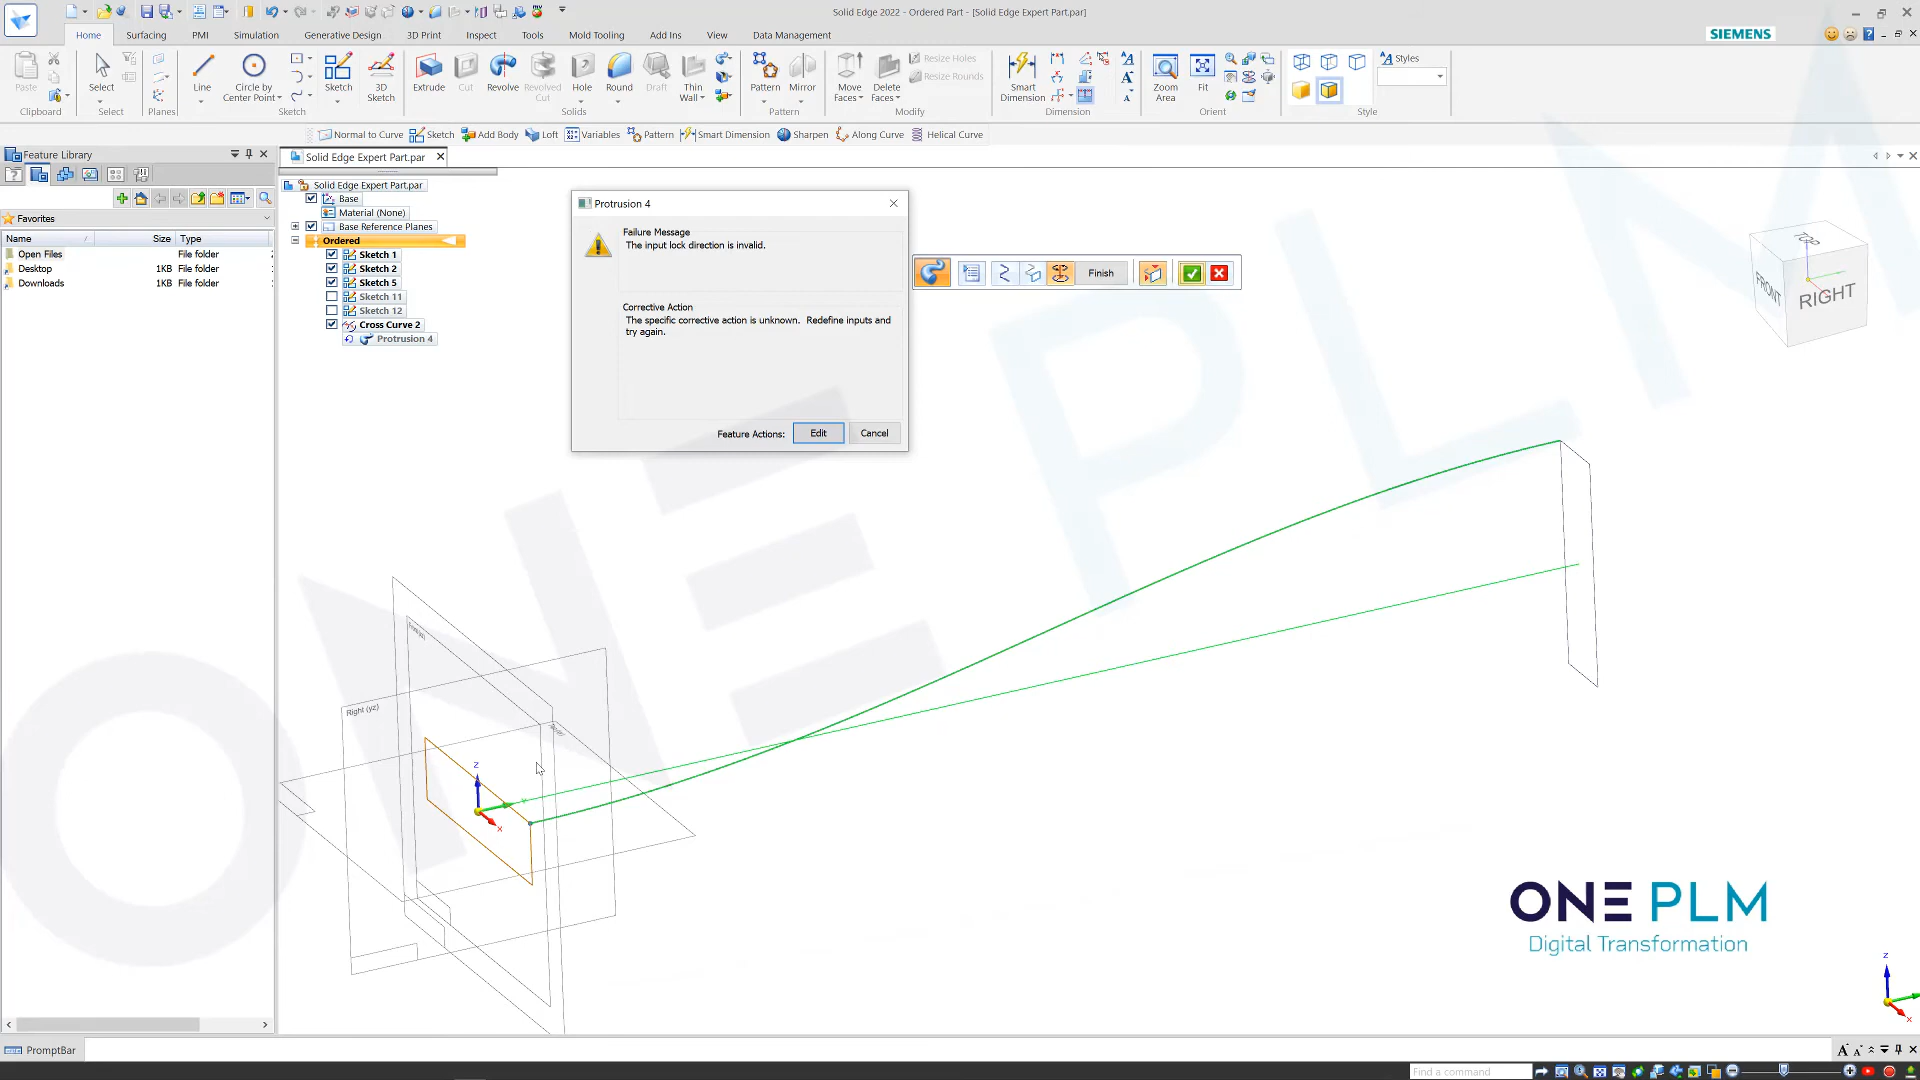 Solid Edge 2022 - Ordered Part - [Solid Edge Expert Part.par]
Home
Surfacing
PMI
Simulation
Generative Design
3D Print
Inspect
Tools
Mold Tooling
Add Ins
View
Data Management
SIEMENS
Paste
Select
Line
Circle by Center Point
Sketch
3D Sketch
Extrude
Cut
Revolve
Revolved Cut
Hole
Round
Draft
Thin Wall
Pattern
Mirror
Move Faces
Delete Faces
Resize Holes
Resize Rounds
Smart Dimension
Zoom Area
Fit
Styles
Clipboard
Select
Planes
Sketch
Solids
Pattern
Modify
Dimension
Orient
Style
Normal to Curve
Sketch
Add Body
Loft
Variables
Pattern
Smart Dimension
Sharpen
Along Curve
Helical Curve
Feature Library
Solid Edge Expert Part.par
Favorites
Name
Size
Type
Open Files
File folder
Desktop
1KB
File folder
Downloads
1KB
File folder
Solid Edge Expert Part.par
Base
Material (None)
Base Reference Planes
Ordered
Sketch 1
Sketch 2
Sketch 5
Sketch 11
Sketch 12
Cross Curve 2
Protrusion 4
Protrusion 4
Failure Message
The input lock direction is invalid.
Corrective Action
The specific corrective action is unknown. Redefine inputs and
try again.
Feature Actions:
Edit
Cancel
Finish
TOP
FRONT
RIGHT
Right (yz)
z
x
ONE PLM
ONE PLM
Digital Transformation
z
x
PromptBar
Find a command